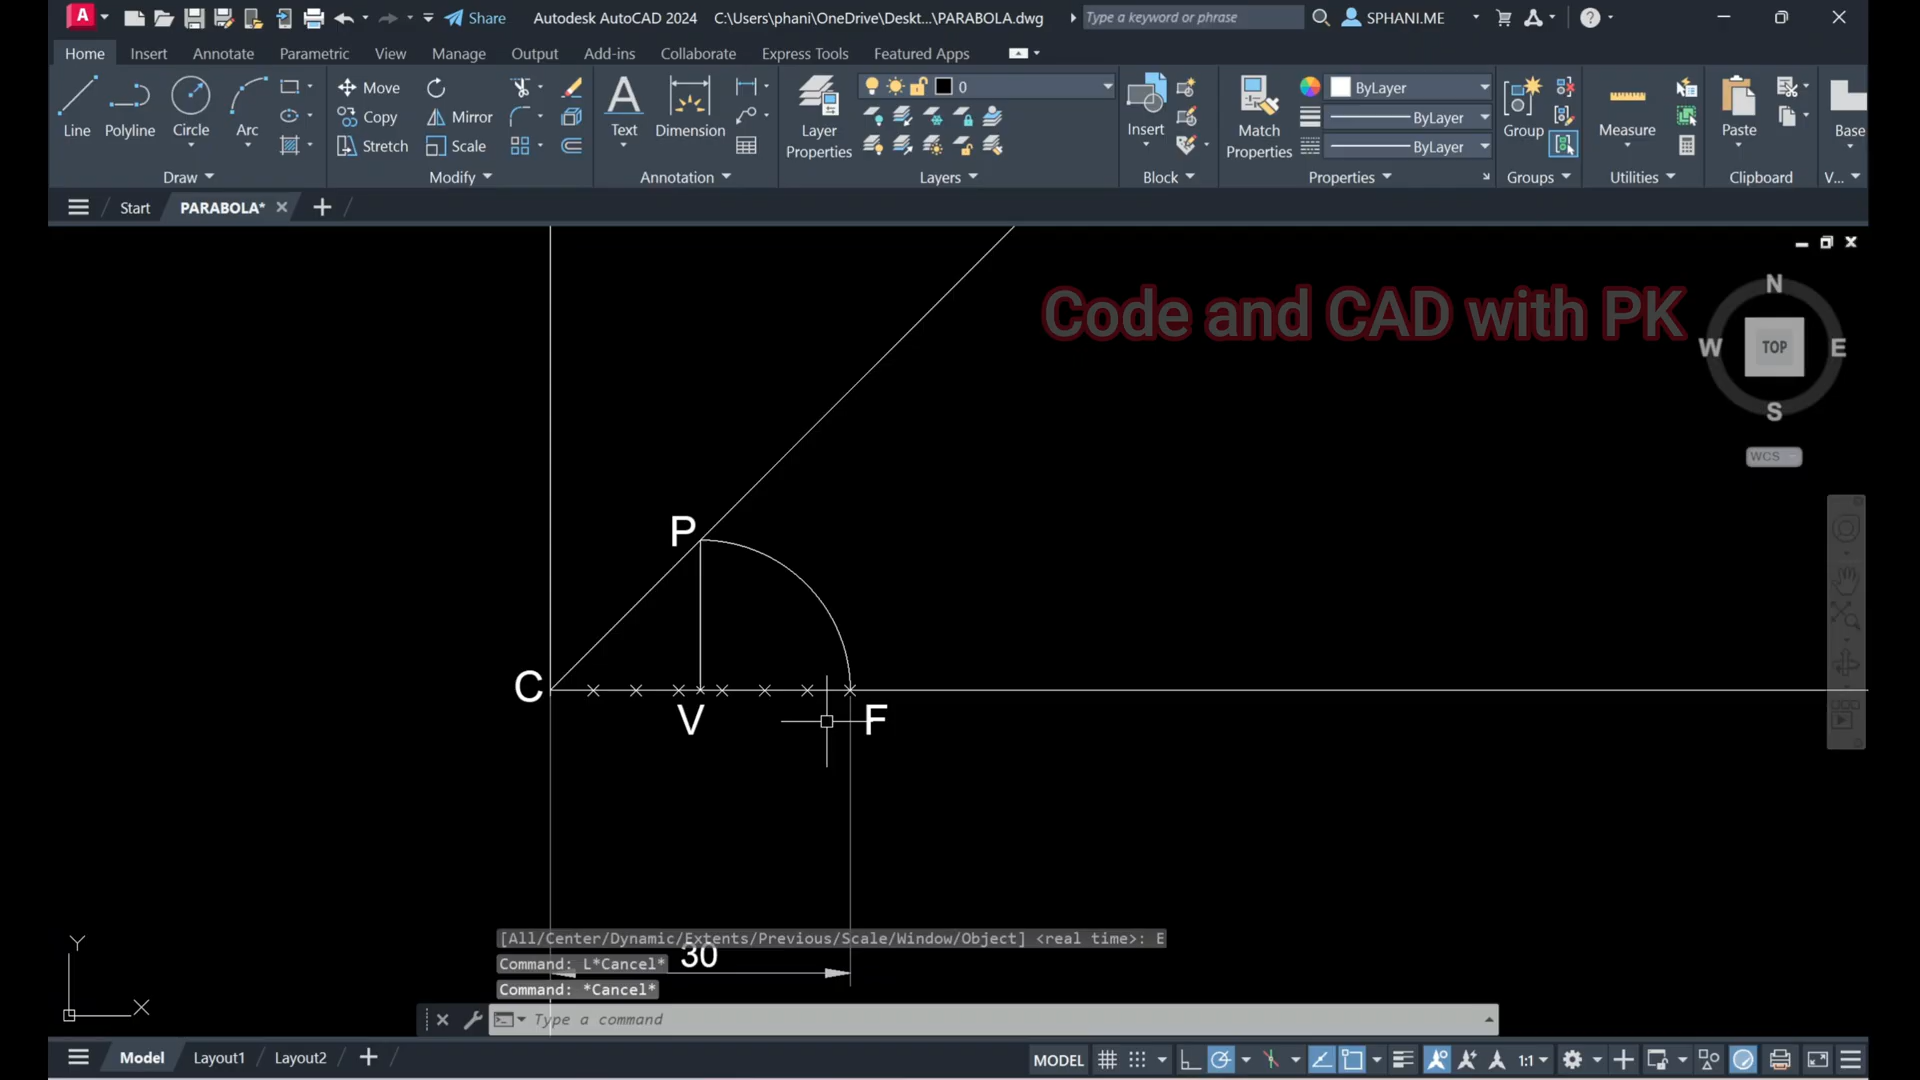 Share
Autodesk AutoCAD 2024 C:\Users\phani\OneDrive\Deskt...\PARABOLA.dwg
Type a keyword or phrase
SPHANI.ME
Home Insert Annotate Parametric View Manage Output Add-ins Collaborate Express Tools Featured Apps
Line Polyline Circle Arc
Draw
Move
Copy Mirror
Stretch Scale
Modify
Text Dimension
Annotation
Layer Properties
0
Layers
Insert
Block
Match Properties
ByLayer
ByLayer
ByLayer
Properties
Group
Groups
Measure
Utilities
Paste
Clipboard
Base
V...
Start PARABOLA*
Code and CAD with PK
N
W TOP E
S
WCS
P
C
V
F
30
Y
X
[All/Center/Dynamic/Extents/Previous/Scale/Window/Object] <real time>: E
Command: L*Cancel*
Command: *Cancel*
Type a command
Model Layout1 Layout2
MODEL
1:1